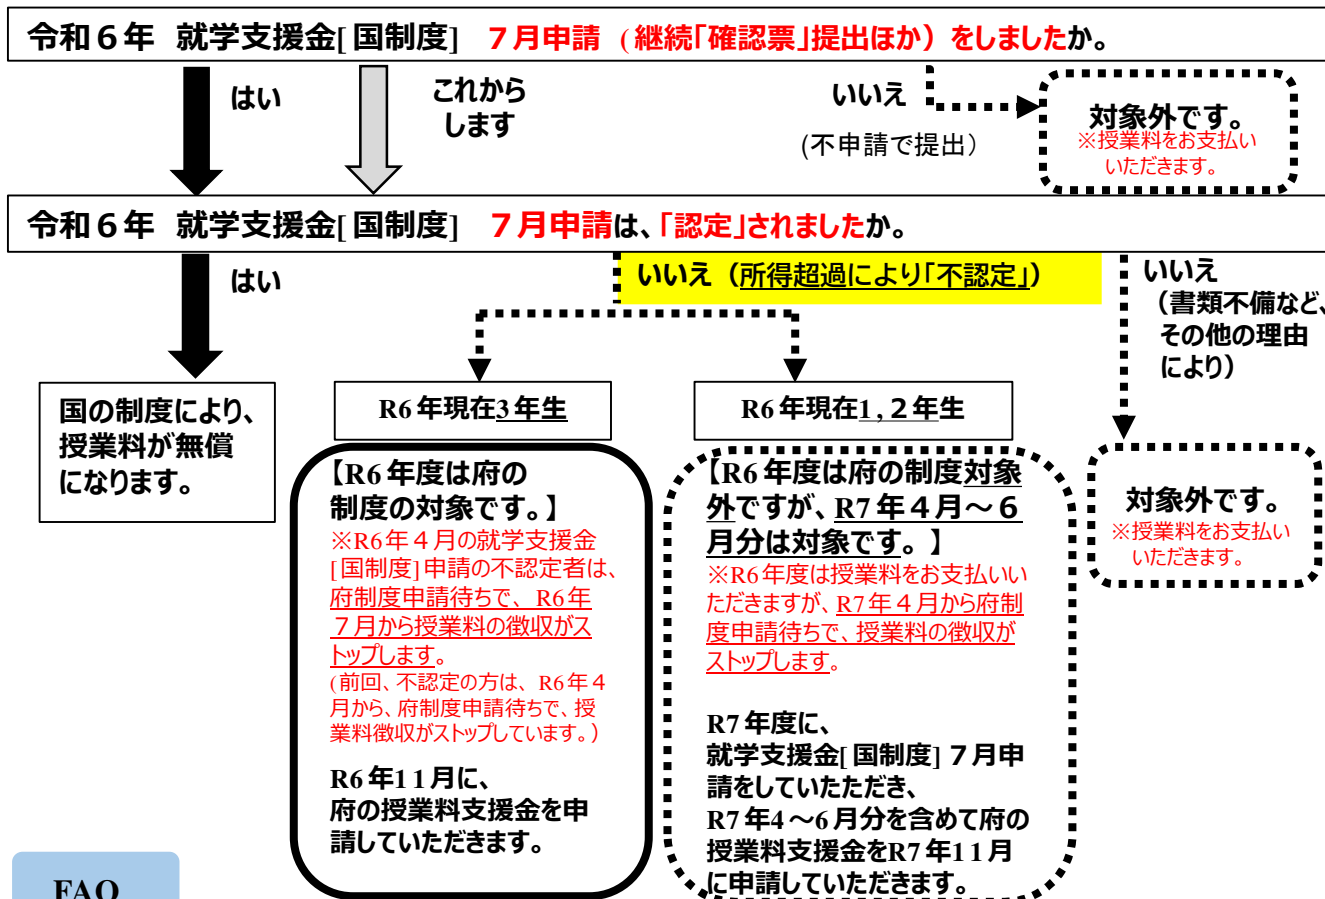 令和６年 就学支援金[国制度] ７月申請（継続「確認票」提出ほか）をしましたか。
はい
これから
します
いいえ
(不申請で提出）
対象外です。
※授業料をお支払い
いただきます。
令和６年 就学支援金[国制度] ７月申請は、「認定」されましたか。
はい
いいえ（所得超過により「不認定」）
いいえ
（書類不備など、
その他の理由
により）
国の制度により、
授業料が無償
になります。
R6年現在3年生
【R6年度は府の
制度の対象です。】
※R6年４月の就学支援金
[国制度]申請の不認定者は、
府制度申請待ちで、R6年
７月から授業料の徴収がス
トップします。
(前回、不認定の方は、R6年４
月から、府制度申請待ちで、授
業料徴収がストップしています。）
R6年11月に、
府の授業料支援金を申
請していただきます。
R6年現在1,２年生
【R6年度は府の制度対象
外ですが、R7年４月～６
月分は対象です。】
※R6年度は授業料をお支払いい
ただきますが、R7年４月から府制
度申請待ちで、授業料の徴収が
ストップします。
R7年度に、
就学支援金[国制度]７月申
請をしていたただき、
R7年4～6月分を含めて府の
授業料支援金をR7年11月
に申請していただきます。
対象外です。
※授業料をお支払い
いただきます。
FAQ